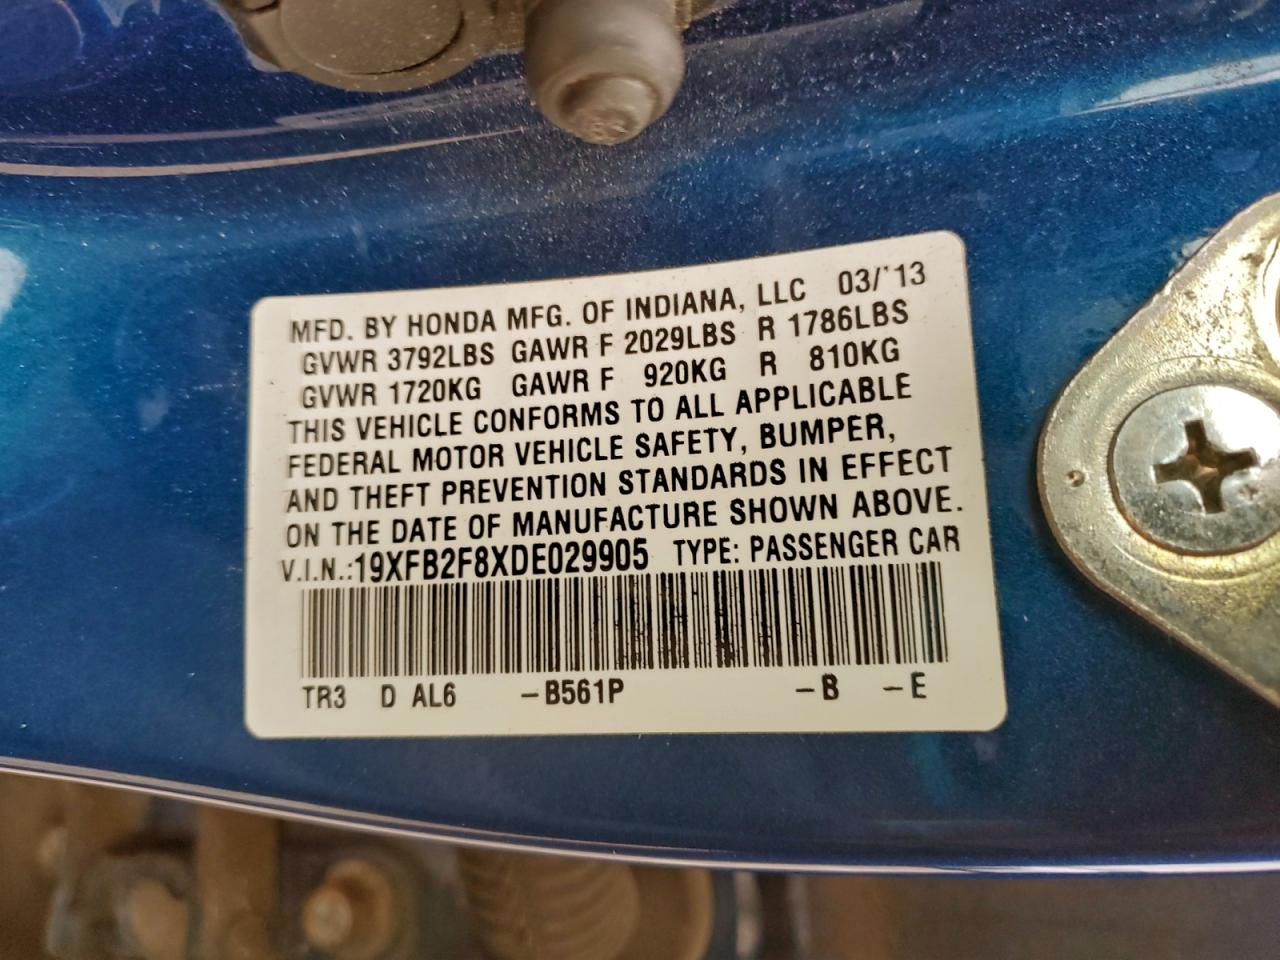 MFD. BY HONDA MFG. OF INDIANA, LLC 03/'13
GVWR 3792LBS GAWR F 2029LBS R 1786LBS
GVWR 1720KG GAWR F 920KG R 810KG
THIS VEHICLE CONFORMS TO ALL APPLICABLE
FEDERAL MOTOR VEHICLE SAFETY, BUMPER,
AND THEFT PREVENTION STANDARDS IN EFFECT
ON THE DATE OF MANUFACTURE SHOWN ABOVE.
V.I.N.:19XFB2F8XDE029905 TYPE: PASSENGER CAR
TR3 D AL6 -B561P -B -E